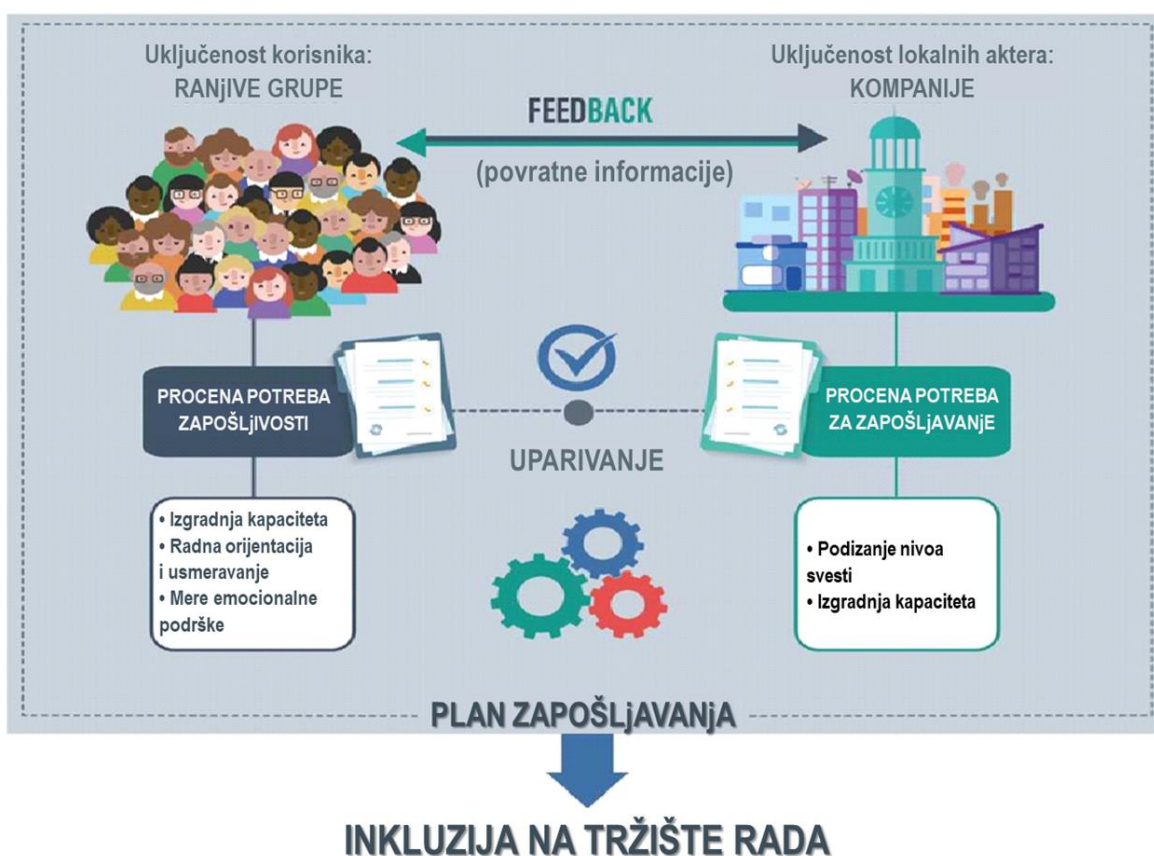 Uključenost korisnika:
RANjIVE GRUPE
Uključenost lokalnih aktera:
KOMPANIJE
FEEDBACK
(povratne informacije)
PROCENA POTREBA
ZAPOŠLjIVOSTI
PROCENA POTREBA
ZA ZAPOŠLjAVANjE
UPARIVANJE
• Izgradnja kapaciteta
• Radna orijentacija
i usmeravanje
• Mere emocionalne
podrške
• Podizanje nivoa
svesti
• Izgradnja kapaciteta
PLAN ZAPOŠLjAVANjA
INKLUZIJA NA TRŽIŠTE RADA